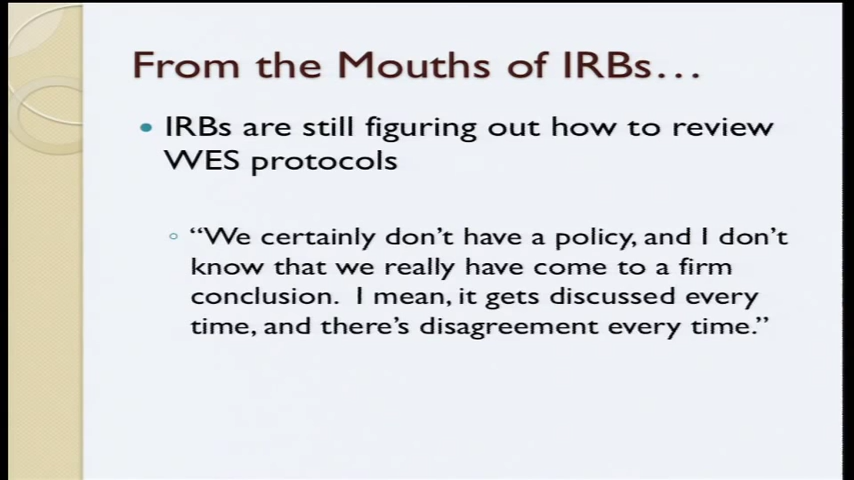 From the Mouths of IRBs…
• IRBs are still figuring out how to review
WES protocols
◦ “We certainly don’t have a policy, and I don’t
know that we really have come to a firm
conclusion.  I mean, it gets discussed every
time, and there’s disagreement every time.”